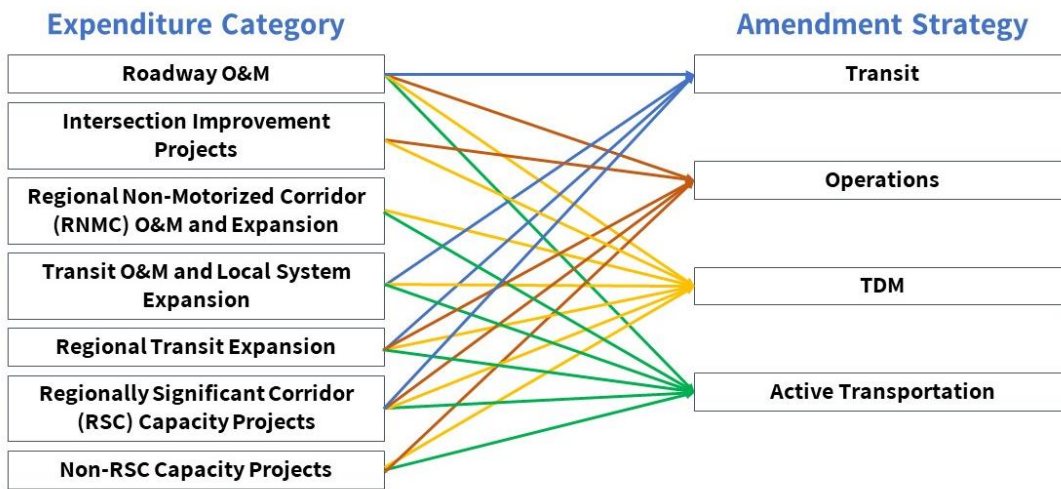 Expenditure Category
Amendment Strategy
Roadway O&M
Intersection Improvement
Projects
Regional Non-Motorized Corridor
(RNMC) O&M and Expansion
Transit O&M and Local System
Expansion
Regional Transit Expansion
Regionally Significant Corridor
(RSC) Capacity Projects
Non-RSC Capacity Projects
Transit
Operations
TDM
Active Transportation